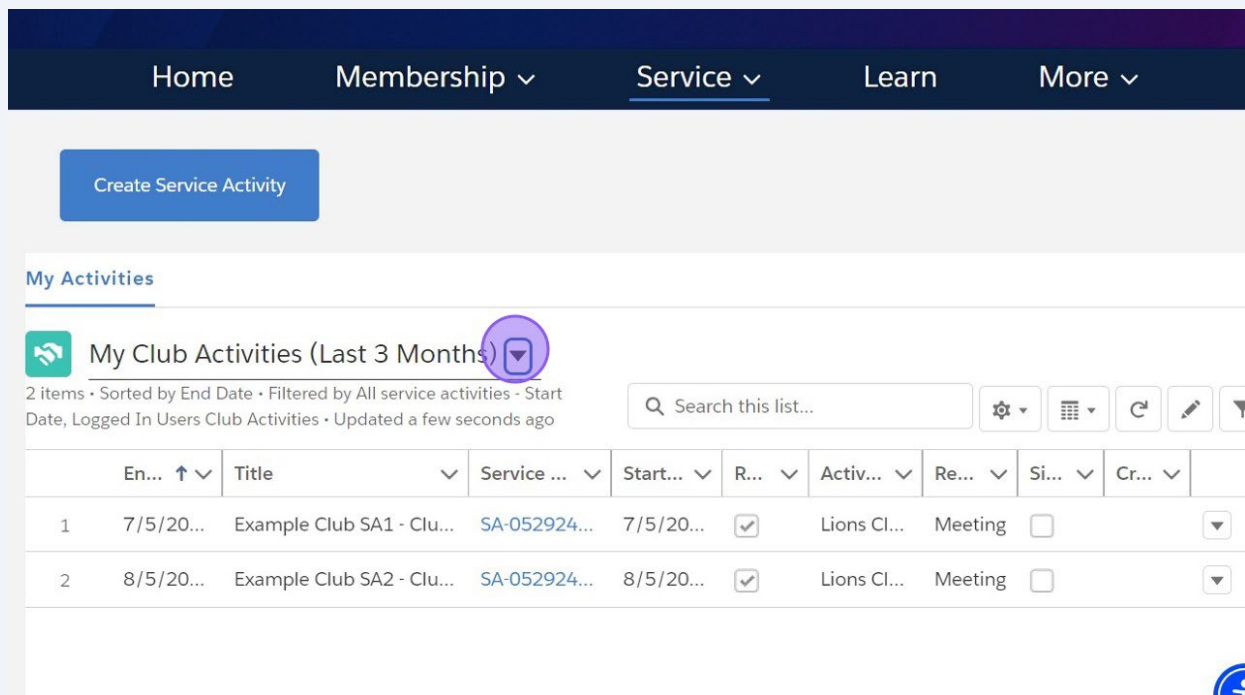 Home Membership Service Learn More
Create Service Activity
My Activities
My Club Activities (Last 3 Months)
2 items • Sorted by End Date • Filtered by All service activities - Start
Date, Logged In Users Club Activities • Updated a few seconds ago
Search this list...
En... Title Service ... Start... R... Activ... Re... Si... Cr...
1 7/5/20... Example Club SA1 - Clu... SA-052924... 7/5/20... Lions Cl... Meeting
2 8/5/20... Example Club SA2 - Clu... SA-052924... 8/5/20... Lions Cl... Meeting